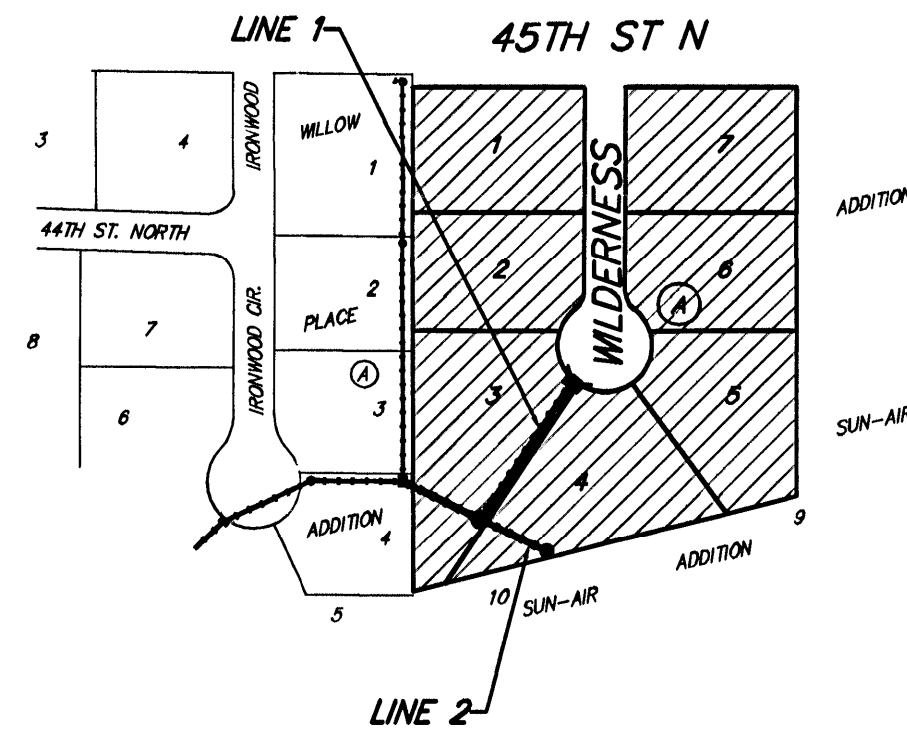 LINE 1
45TH ST N
IRONWOOD
WILLOW
3
4
1
1
7
ADDITION
44TH ST. NORTH
WILDERNESS
2
6
IRONWOOD CIR.
2
PLACE
A
8
7
A
3
3
5
6
SUN-AIR
4
ADDITION
4
9
ADDITION
10
SUN-AIR
5
LINE 2